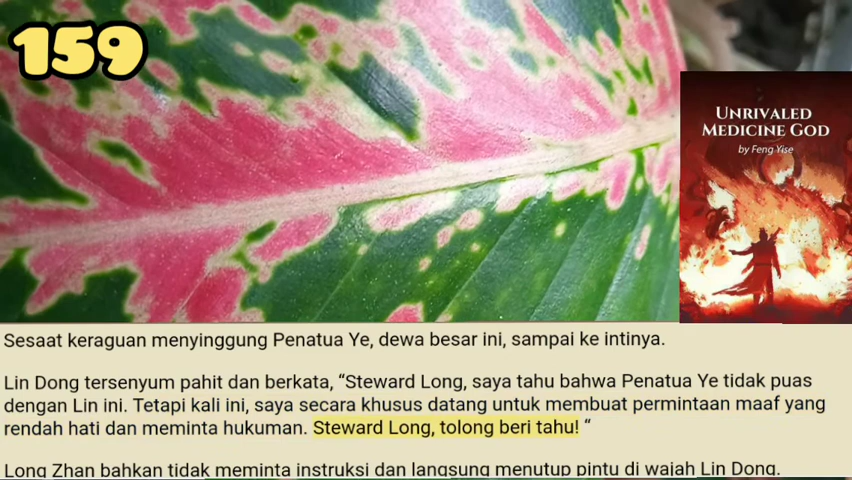 159
UNRIVALED
MEDICINE GOD
by Feng Yise
Sesaat keraguan menyinggung Penatua Ye, dewa besar ini, sampai ke intinya.
Lin Dong tersenyum pahit dan berkata, “Steward Long, saya tahu bahwa Penatua Ye tidak puas
dengan Lin ini. Tetapi kali ini, saya secara khusus datang untuk membuat permintaan maaf yang
rendah hati dan meminta hukuman. Steward Long, tolong beri tahu! “
Long Zhan bahkan tidak meminta instruksi dan langsung menutup pintu di wajah Lin Dong.